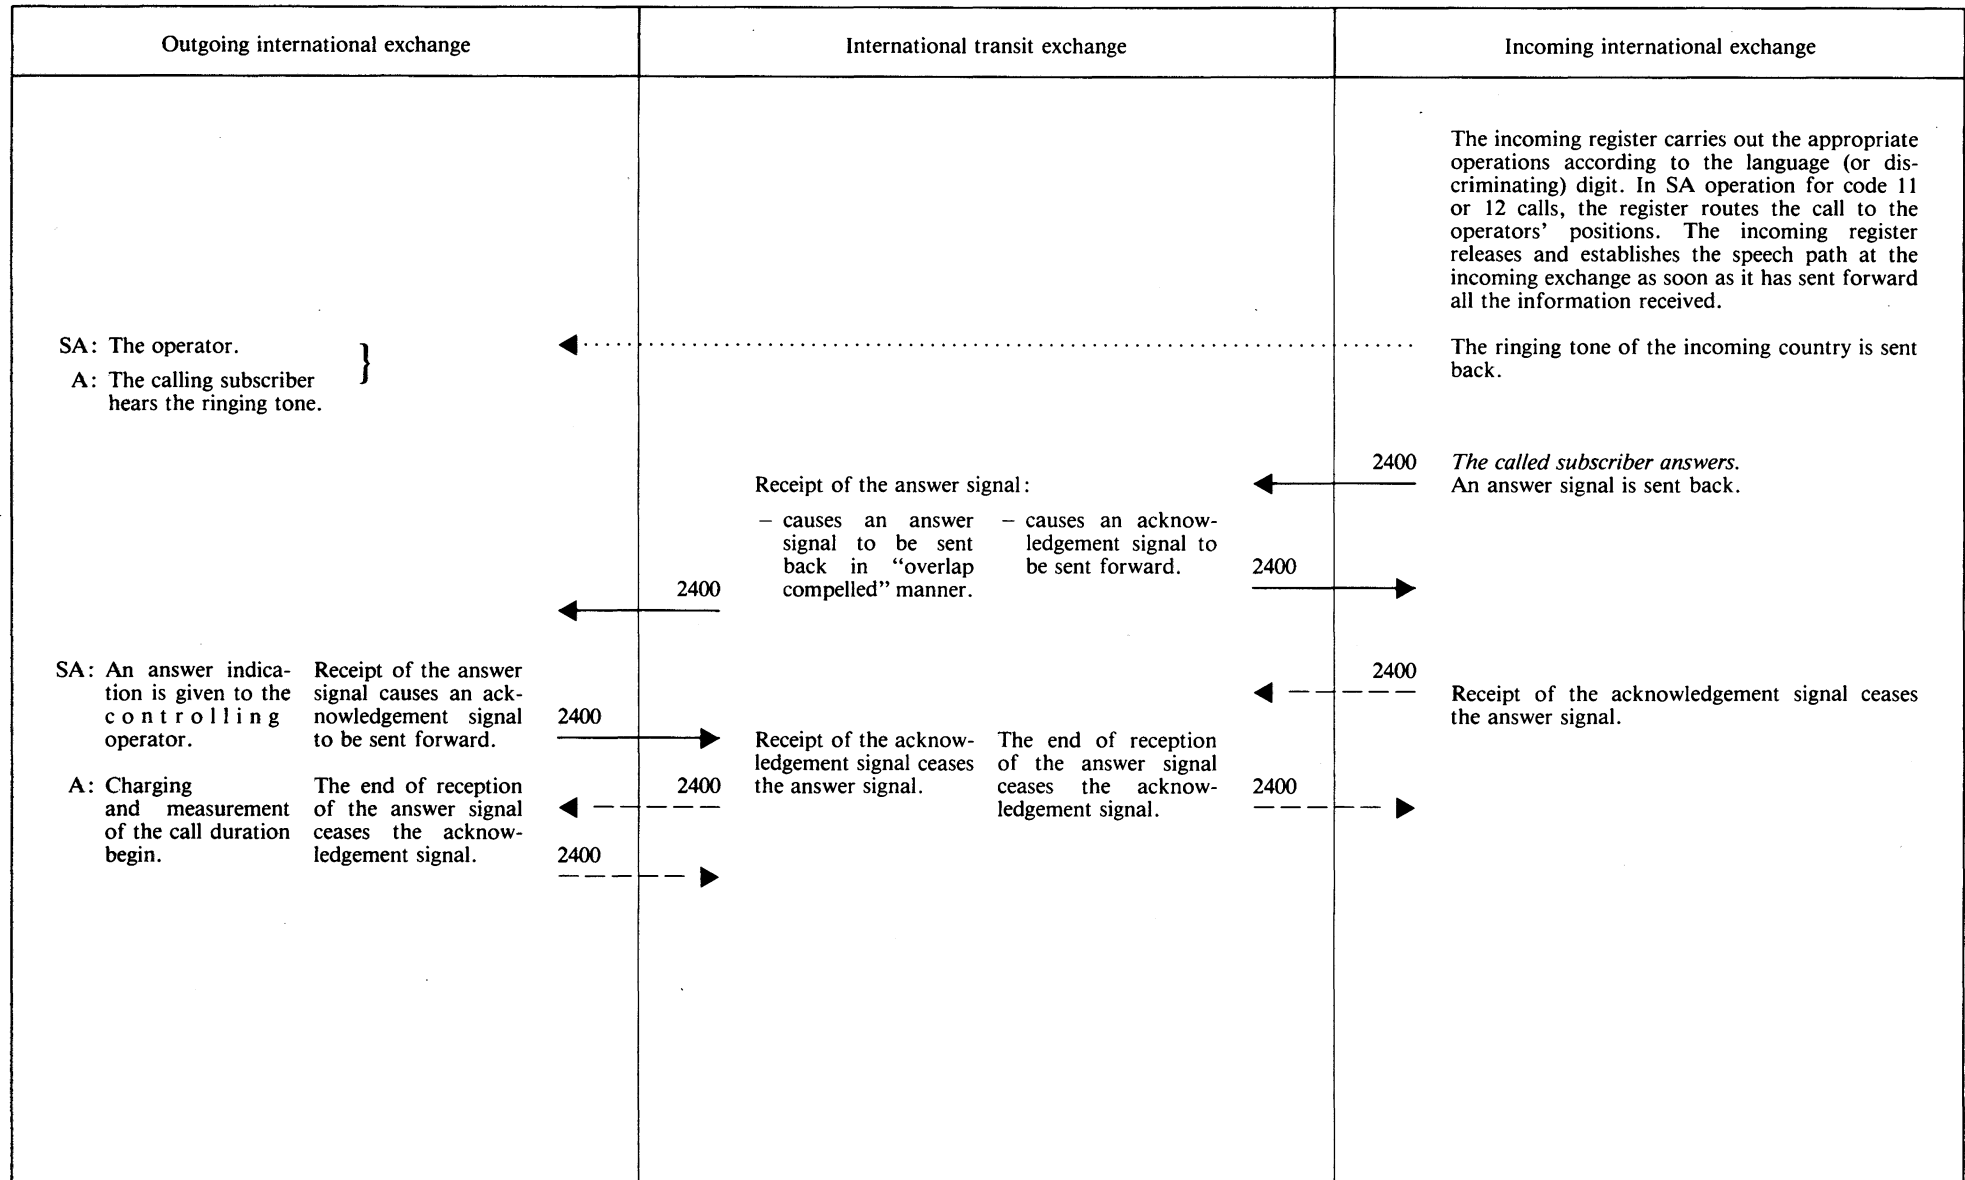 Outgoing international exchange
International transit exchange
Incoming international exchange
The incoming register carries out the appropriate
operations according to the language (or dis-
criminating) digit. In SA operation for code 11
or 12 calls, the register routes the call to the
operators’ positions. The incoming register
releases and establishes the speech path at the
incoming exchange as soon as it has sent forward
all the information received.
SA: The operator.
A: The calling subscriber
hears the ringing tone.
}
The ringing tone of the incoming country is sent
back.
2400
The called subscriber answers.
An answer signal is sent back.
Receipt of the answer signal:
– causes an answer
signal to be sent
back in “overlap
compelled” manner.
– causes an acknow-
ledgement signal to
be sent forward.
2400
2400
SA: An answer indica-
tion is given to the
controlling
operator.
Receipt of the answer
signal causes an ack-
nowledgement signal
to be sent forward.
2400
2400
Receipt of the acknowledgement signal ceases
the answer signal.
Receipt of the acknow-
ledgement signal ceases
the answer signal.
The end of reception
of the answer signal
ceases the acknow-
ledgement signal.
2400
A: Charging
and measurement
of the call duration
begin.
The end of reception
of the answer signal
ceases the acknow-
ledgement signal.
2400
2400